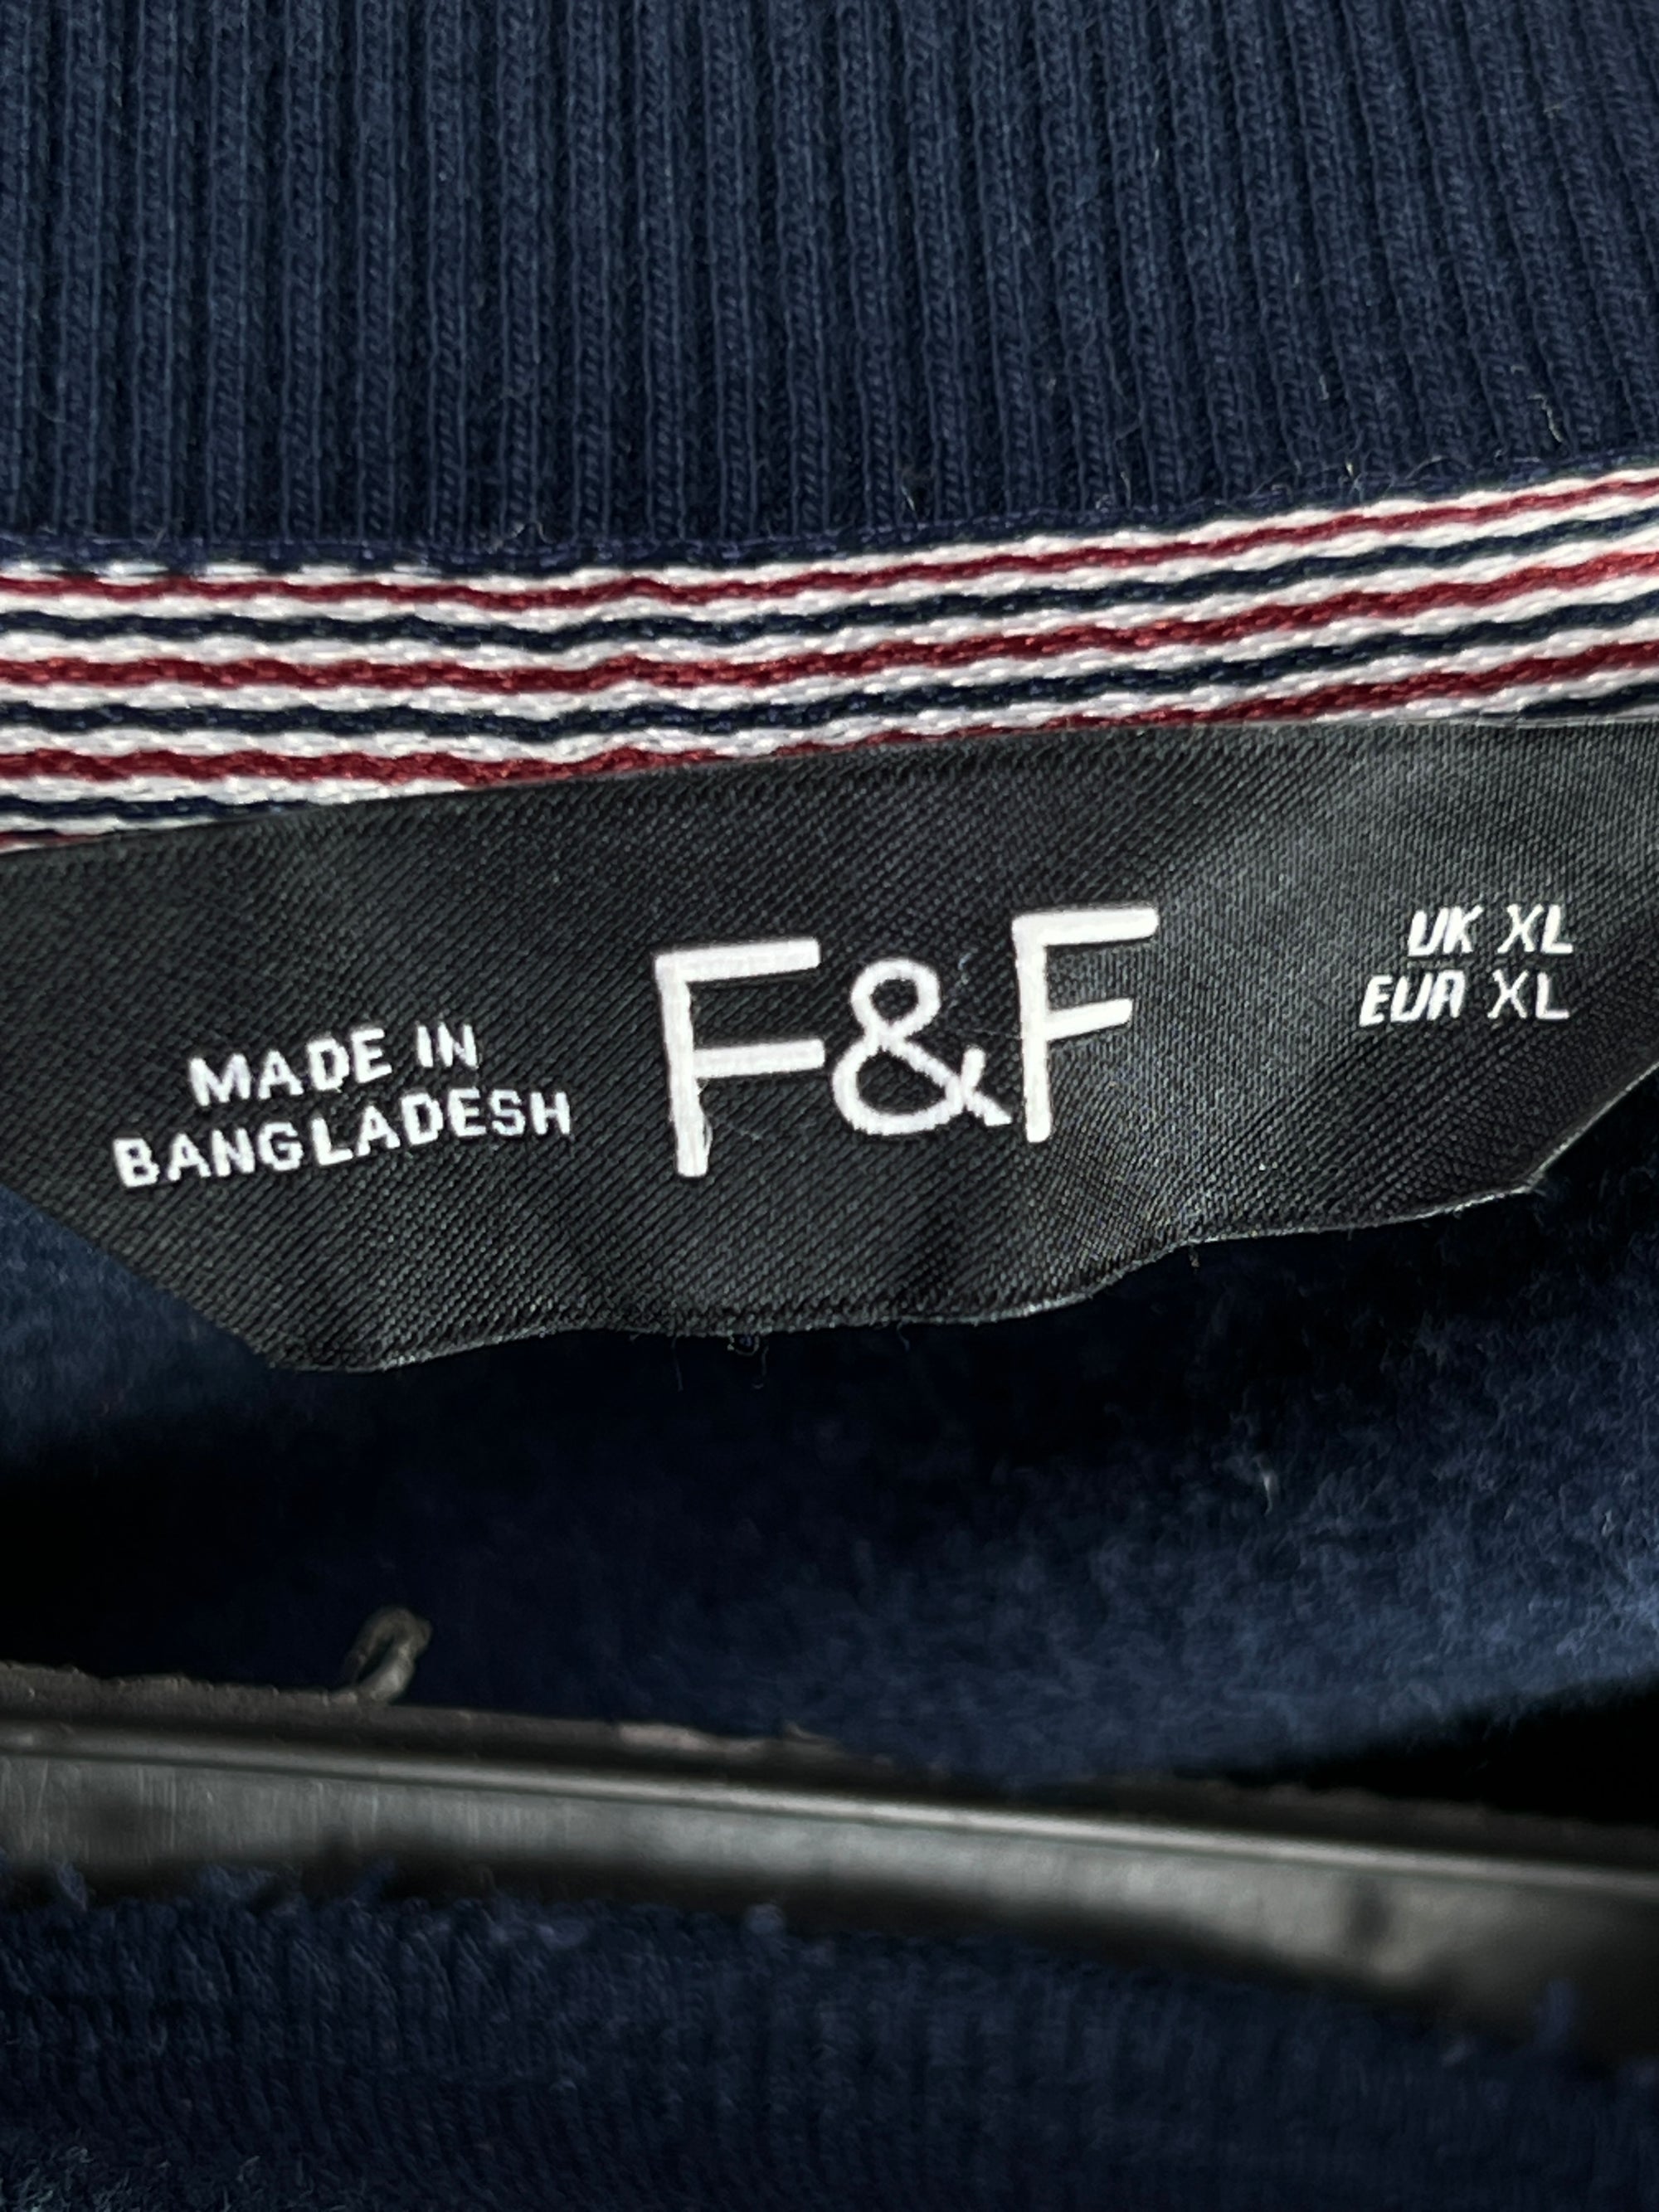 MADE IN
BANGLADESH
F&F
UK XL
EUR XL